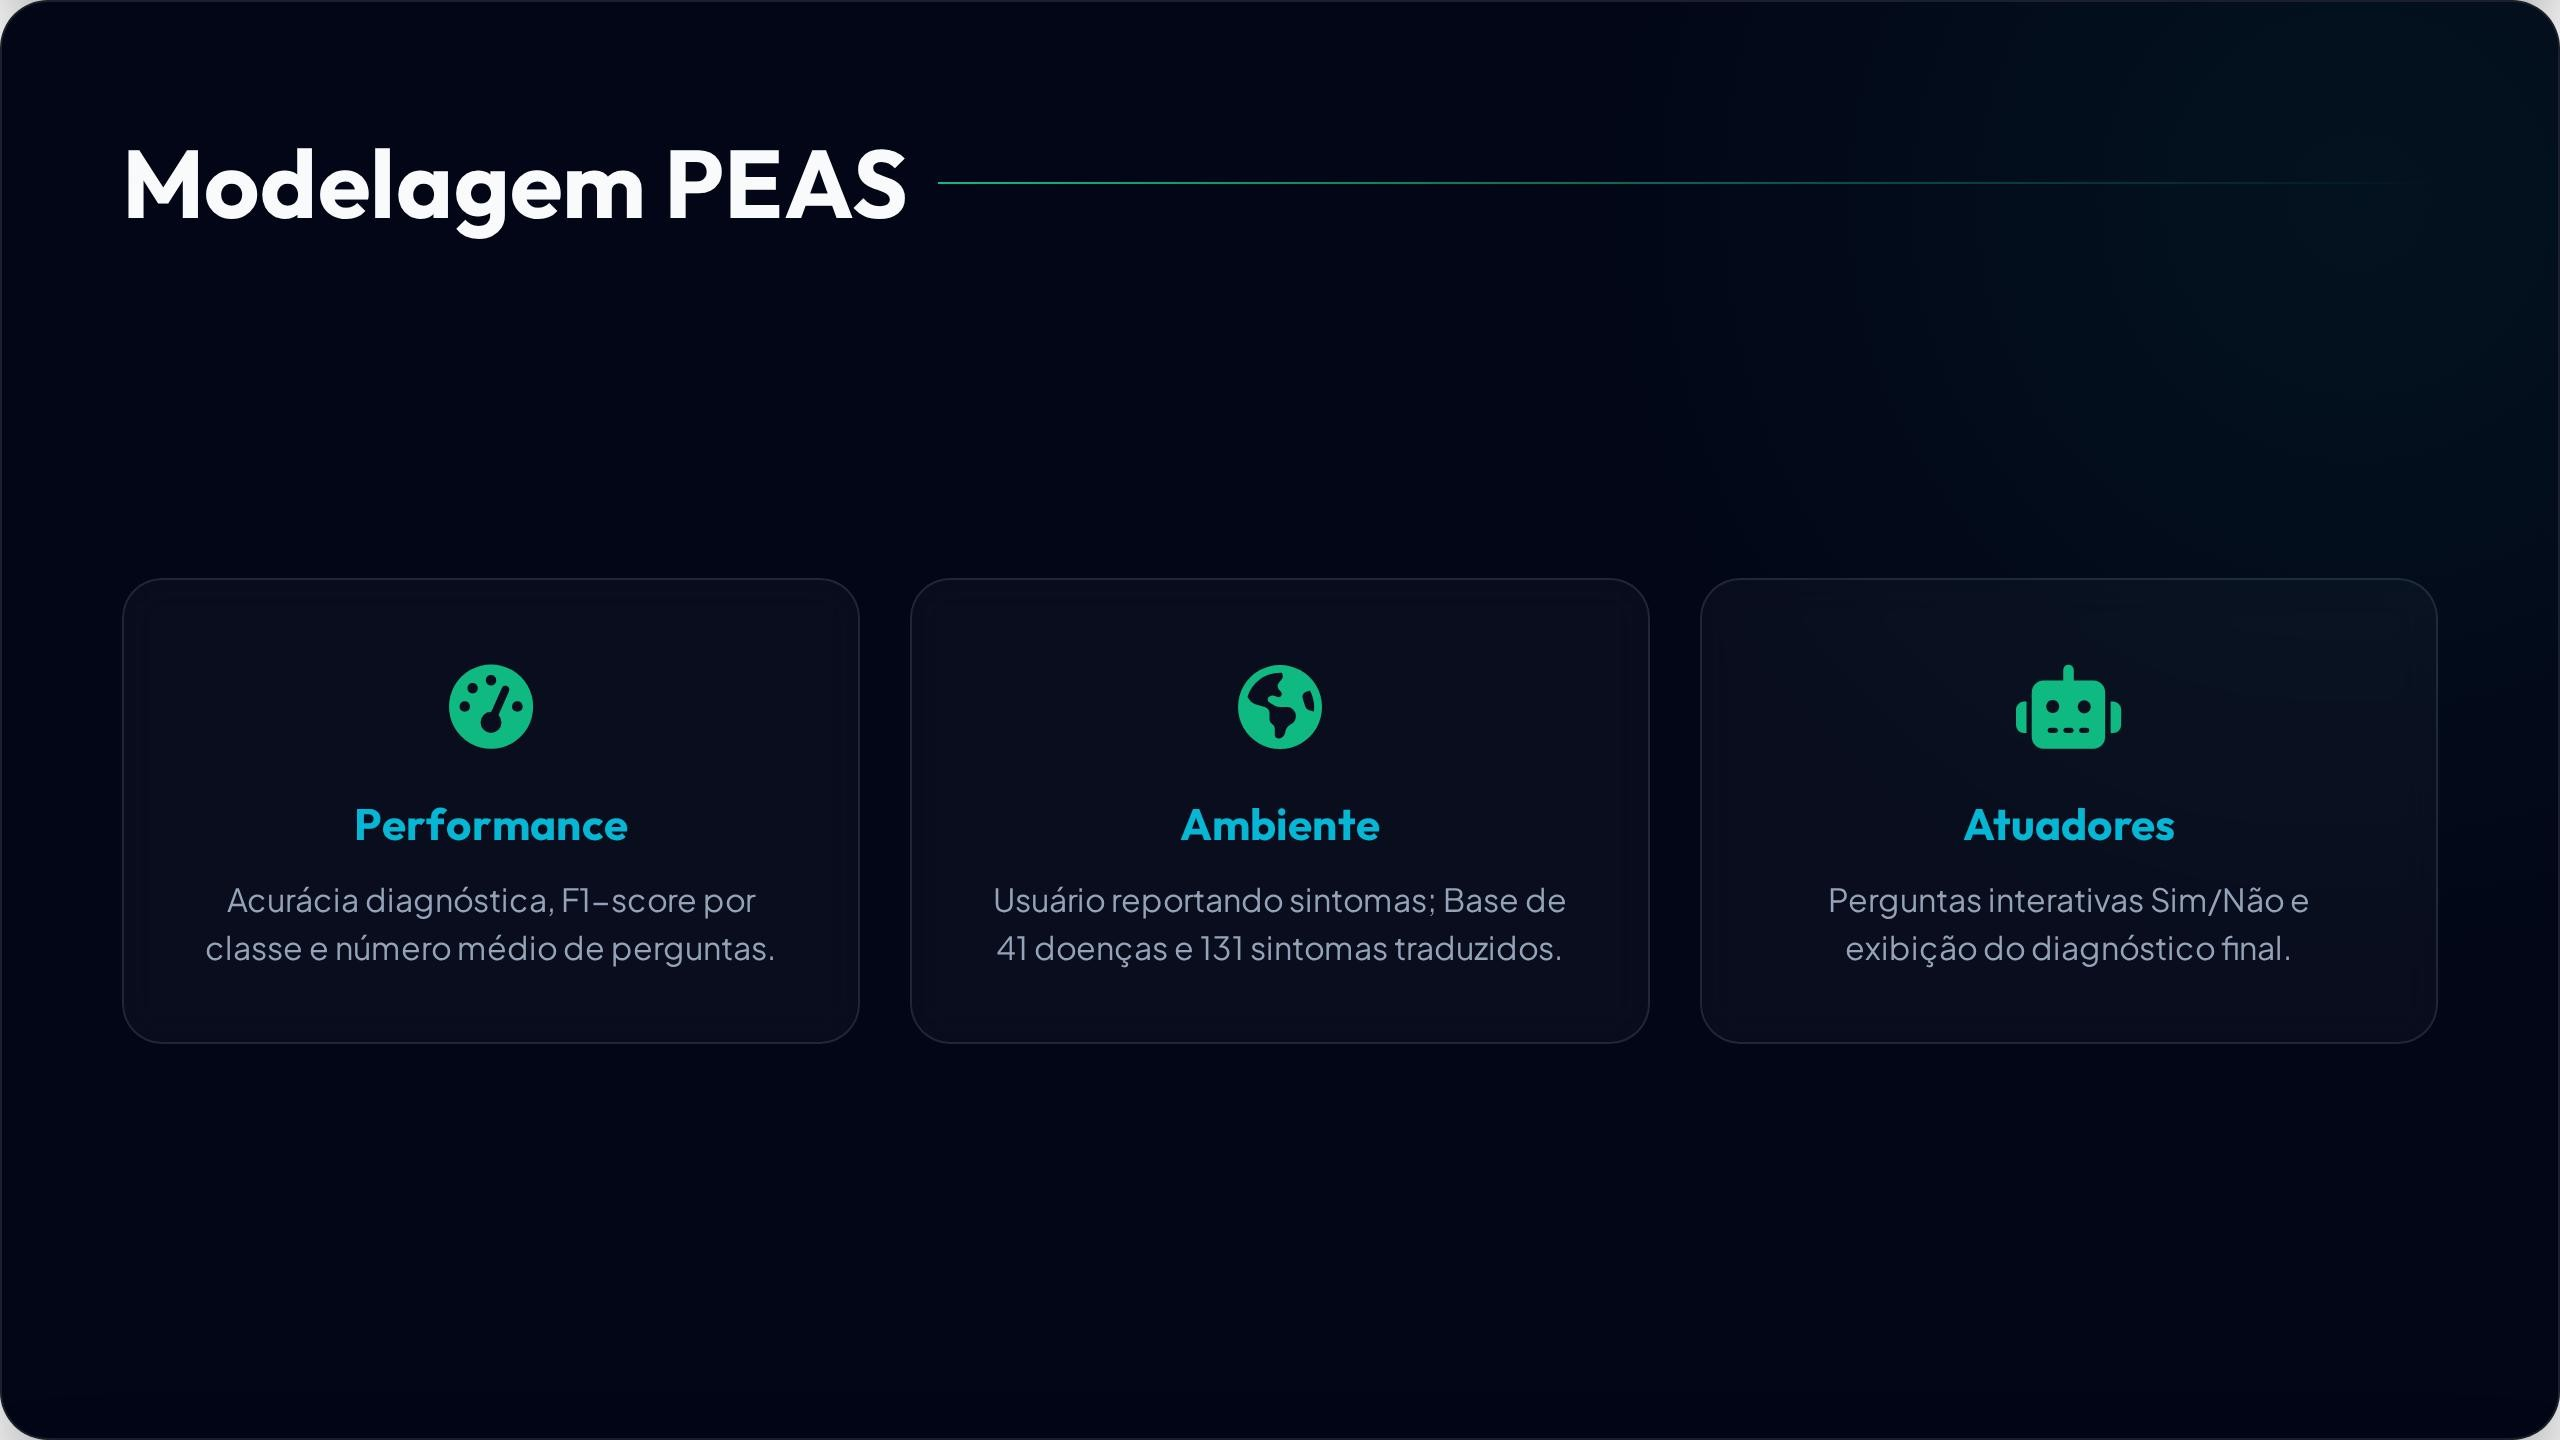 Modelagem PEAS
Performance
Acurácia diagnóstica, F1-score por
classe e número médio de perguntas.
Ambiente
Usuário reportando sintomas; Base de
41 doenças e 131 sintomas traduzidos.
Atuadores
Perguntas interativas Sim/Não e
exibição do diagnóstico final.